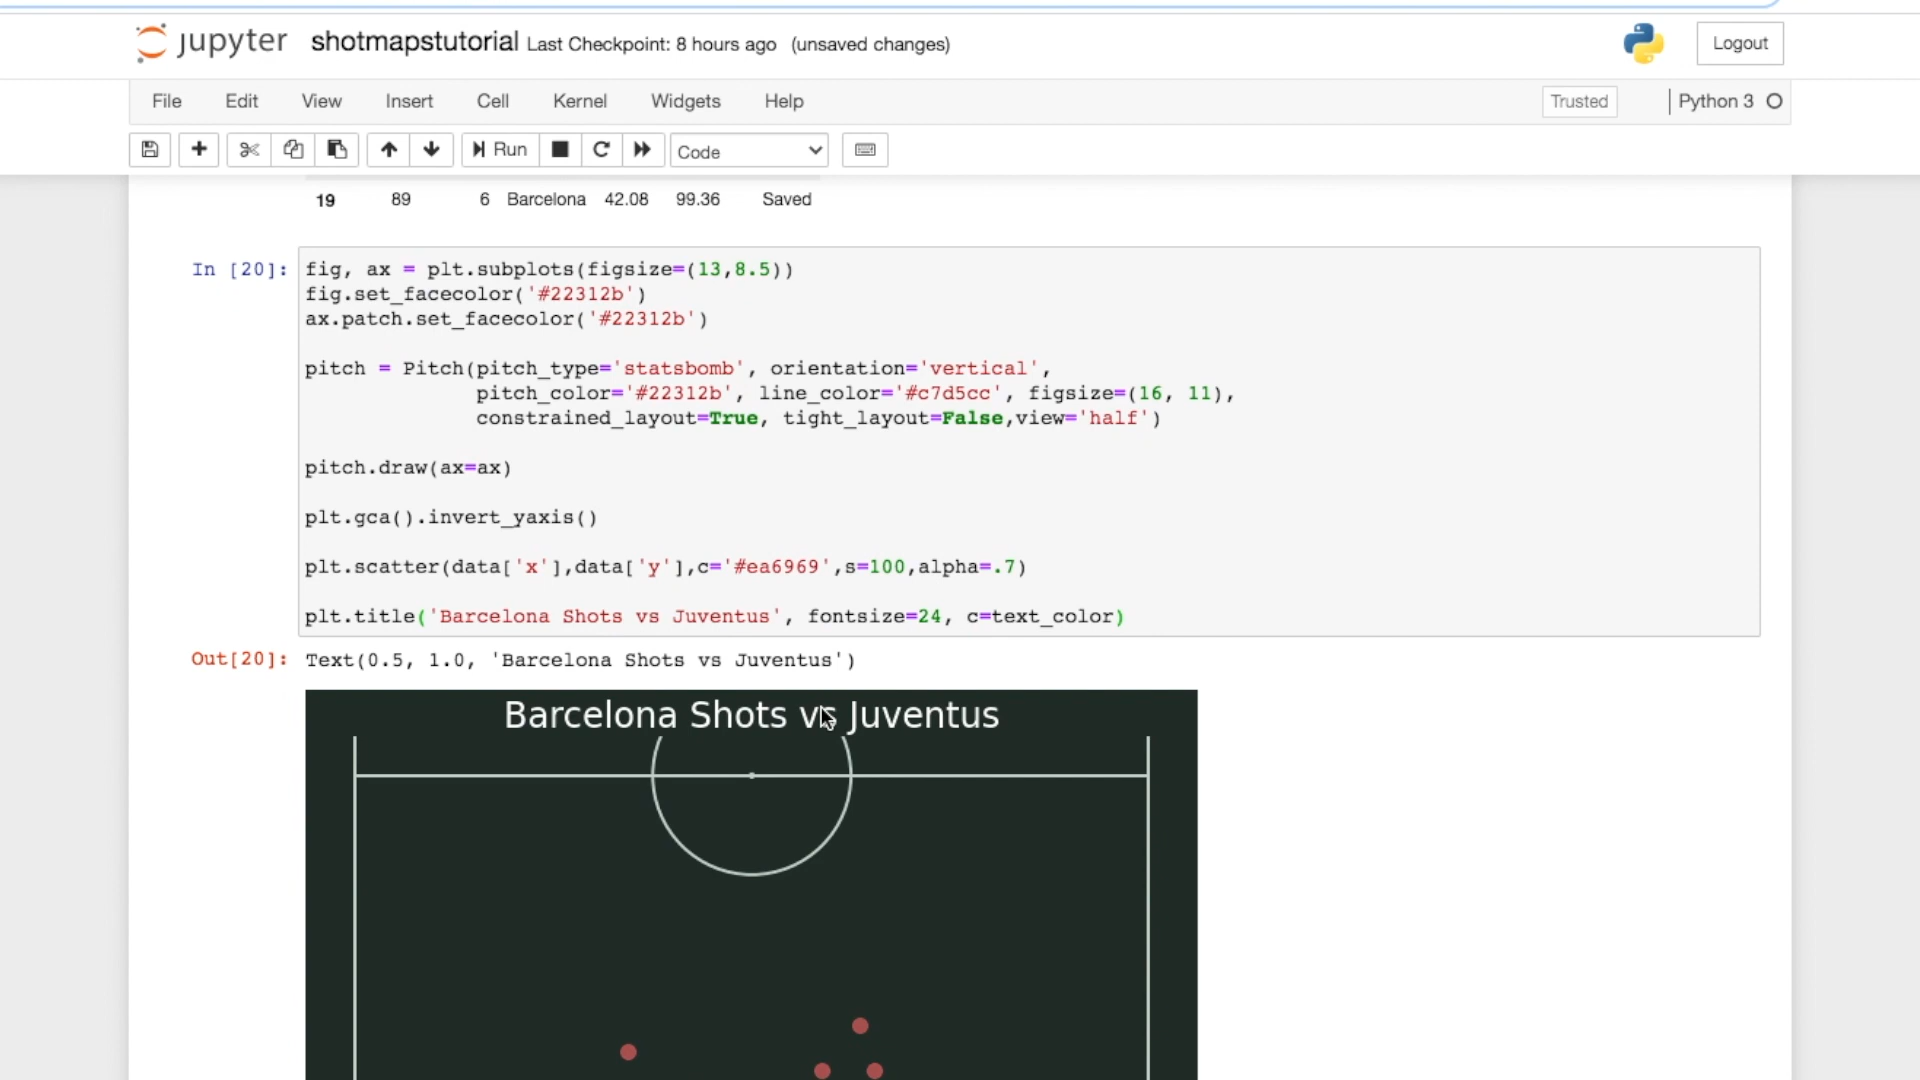 jupyter shotmapstutorial Last Checkpoint: 8 hours ago (unsaved changes) Logout
File Edit View Insert Cell Kernel Widgets Help Trusted Python 3
Run Code
19 89 6 Barcelona 42.08 99.36 Saved
In [20]: fig, ax = plt.subplots(figsize=(13,8.5))
fig.set_facecolor('#22312b')
ax.patch.set_facecolor('#22312b')
pitch = Pitch(pitch_type='statsbomb', orientation='vertical',
pitch_color='#22312b', line_color='#c7d5cc', figsize=(16, 11),
constrained_layout=True, tight_layout=False,view='half')
pitch.draw(ax=ax)
plt.gca().invert_yaxis()
plt.scatter(data['x'],data['y'],c='#ea6969',s=100,alpha=.7)
plt.title('Barcelona Shots vs Juventus', fontsize=24, c=text_color)
Out[20]: Text(0.5, 1.0, 'Barcelona Shots vs Juventus')
Barcelona Shots vs Juventus